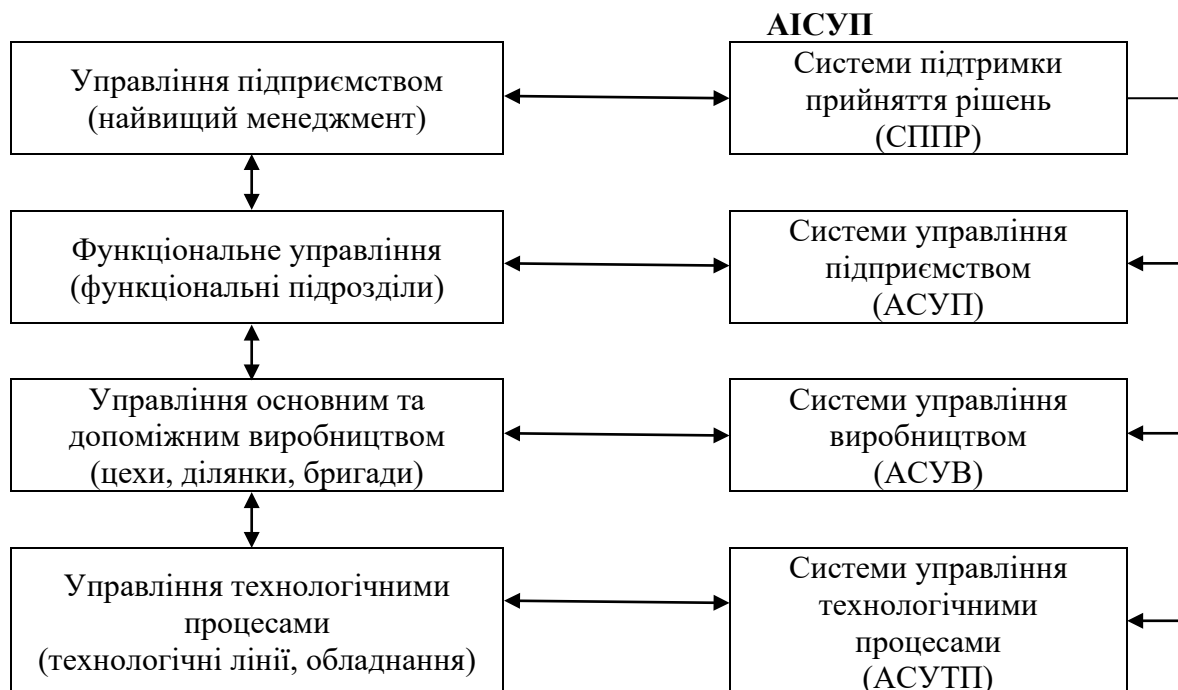 АІСУП
Управління підприємством
(найвищий менеджмент)
Системи підтримки
прийняття рішень
(СППР)
Функціональне управління
(функціональні підрозділи)
Системи управління
підприємством
(АСУП)
Управління основним та
допоміжним виробництвом
(цехи, ділянки, бригади)
Системи управління
виробництвом
(АСУВ)
Управління технологічними
процесами
(технологічні лінії, обладнання)
Системи управління
технологічними
процесами
(АСУТП)